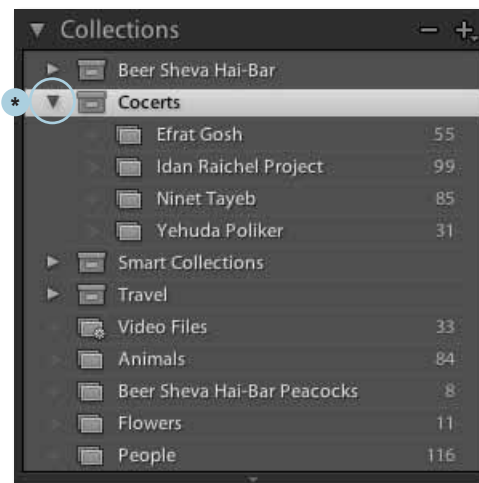 Collections
Beer Sheva Hai-Bar
* Cocerts
Efrat Gosh 55
Idan Raichel Project 99
Ninet Tayeb 85
Yehuda Poliker 31
Smart Collections
Travel
Video Files 33
Animals 84
Beer Sheva Hai-Bar Peacocks 8
Flowers 11
People 116